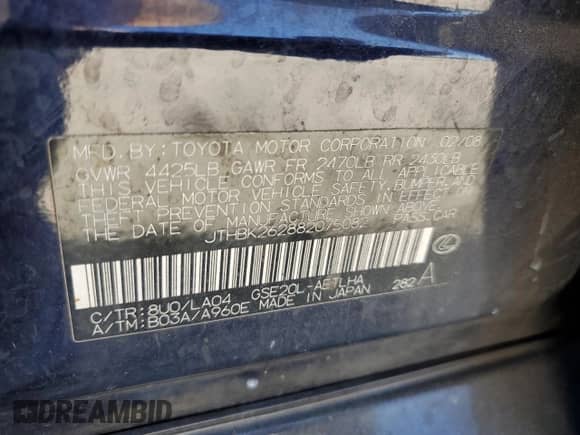 MFD. BY: TOYOTA MOTOR CORPORATION 02/08
GVWR 4425LB GAWR FR 2470LB RR 2430LB
THIS VEHICLE CONFORMS TO ALL APPLICABLE
FEDERAL MOTOR VEHICLE SAFETY, BUMPER, AND
THEFT PREVENTION STANDARDS IN EFFECT ON
THE DATE OF MANUFACTURE SHOWN ABOVE.
PASS. CAR
C/TR: 8U0/LA04 GSE20L-AETLHA
A/TM: B03A/A960E MADE IN JAPAN 282 A
DREAMBID